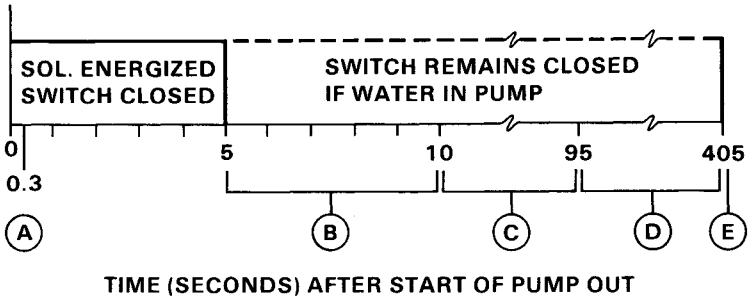 SOL. ENERGIZED
SWITCH CLOSED
SWITCH REMAINS CLOSED
IF WATER IN PUMP
0 5 10 95 405
0.3
A B C D E
TIME (SECONDS) AFTER START OF PUMP OUT